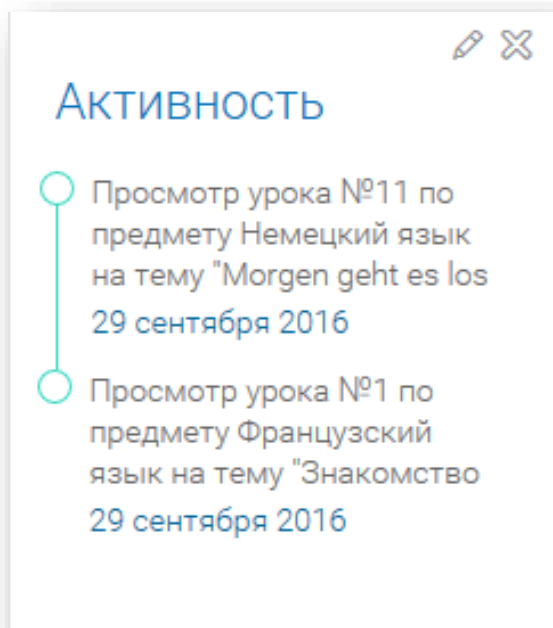 Активность
Просмотр урока №11 по
предмету Немецкий язык
на тему "Morgen geht es los
29 сентября 2016
Просмотр урока №1 по
предмету Французский
язык на тему "Знакомство
29 сентября 2016